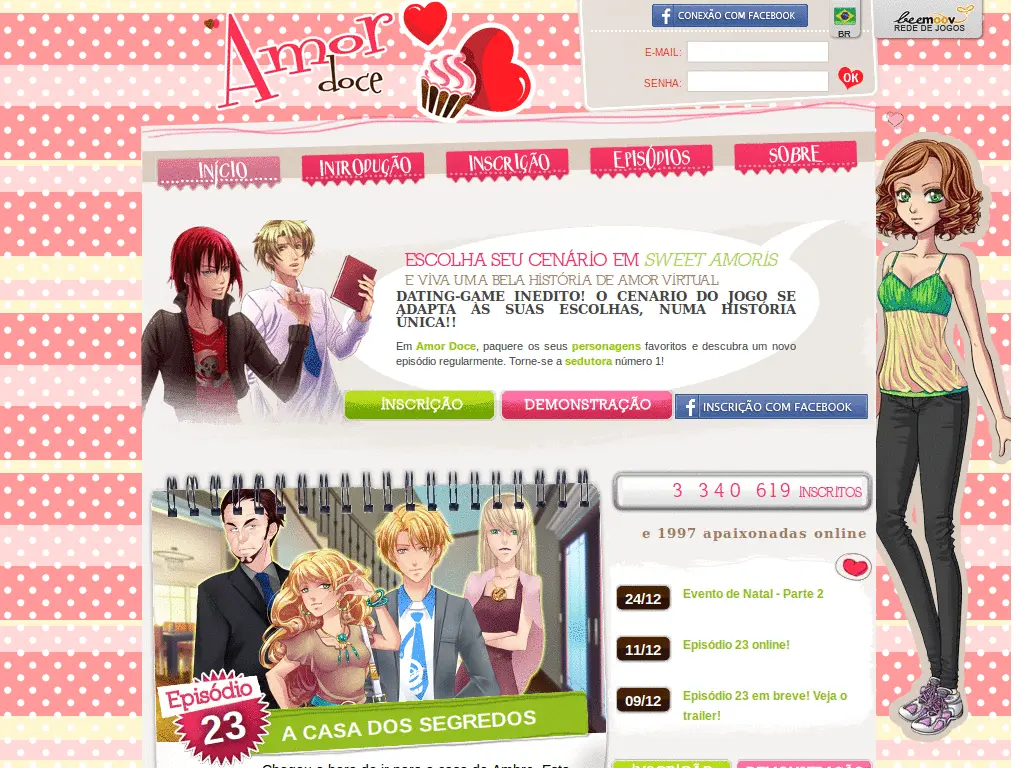 Amor
doce
CONEXÃO COM FACEBOOK
BR
beemoov
REDE DE JOGOS
E-MAIL:
SENHA:
OK
INÍCIO
INTRODUÇÃO
INSCRIÇÃO
EPISÓDIOS
SOBRE
ESCOLHA SEU CENÁRIO EM SWEET AMORIS
E VIVA UMA BELA HISTÓRIA DE AMOR VIRTUAL
DATING-GAME INEDITO! O CENARIO DO JOGO SE
ADAPTA ÀS SUAS ESCOLHAS, NUMA HISTÓRIA
ÚNICA!!
Em Amor Doce, paquere os seus personagens favoritos e descubra um novo
episódio regularmente. Torne-se a sedutora número 1!
INSCRIÇÃO
DEMONSTRAÇÃO
INSCRIÇÃO COM FACEBOOK
3 340 619 INSCRITOS
e 1997 apaixonadas online
24/12
Evento de Natal - Parte 2
11/12
Episódio 23 online!
09/12
Episódio 23 em breve! Veja o
trailer!
Episódio
23
A CASA DOS SEGREDOS
INSCRIÇÃO
DEMONSTRAÇÃO